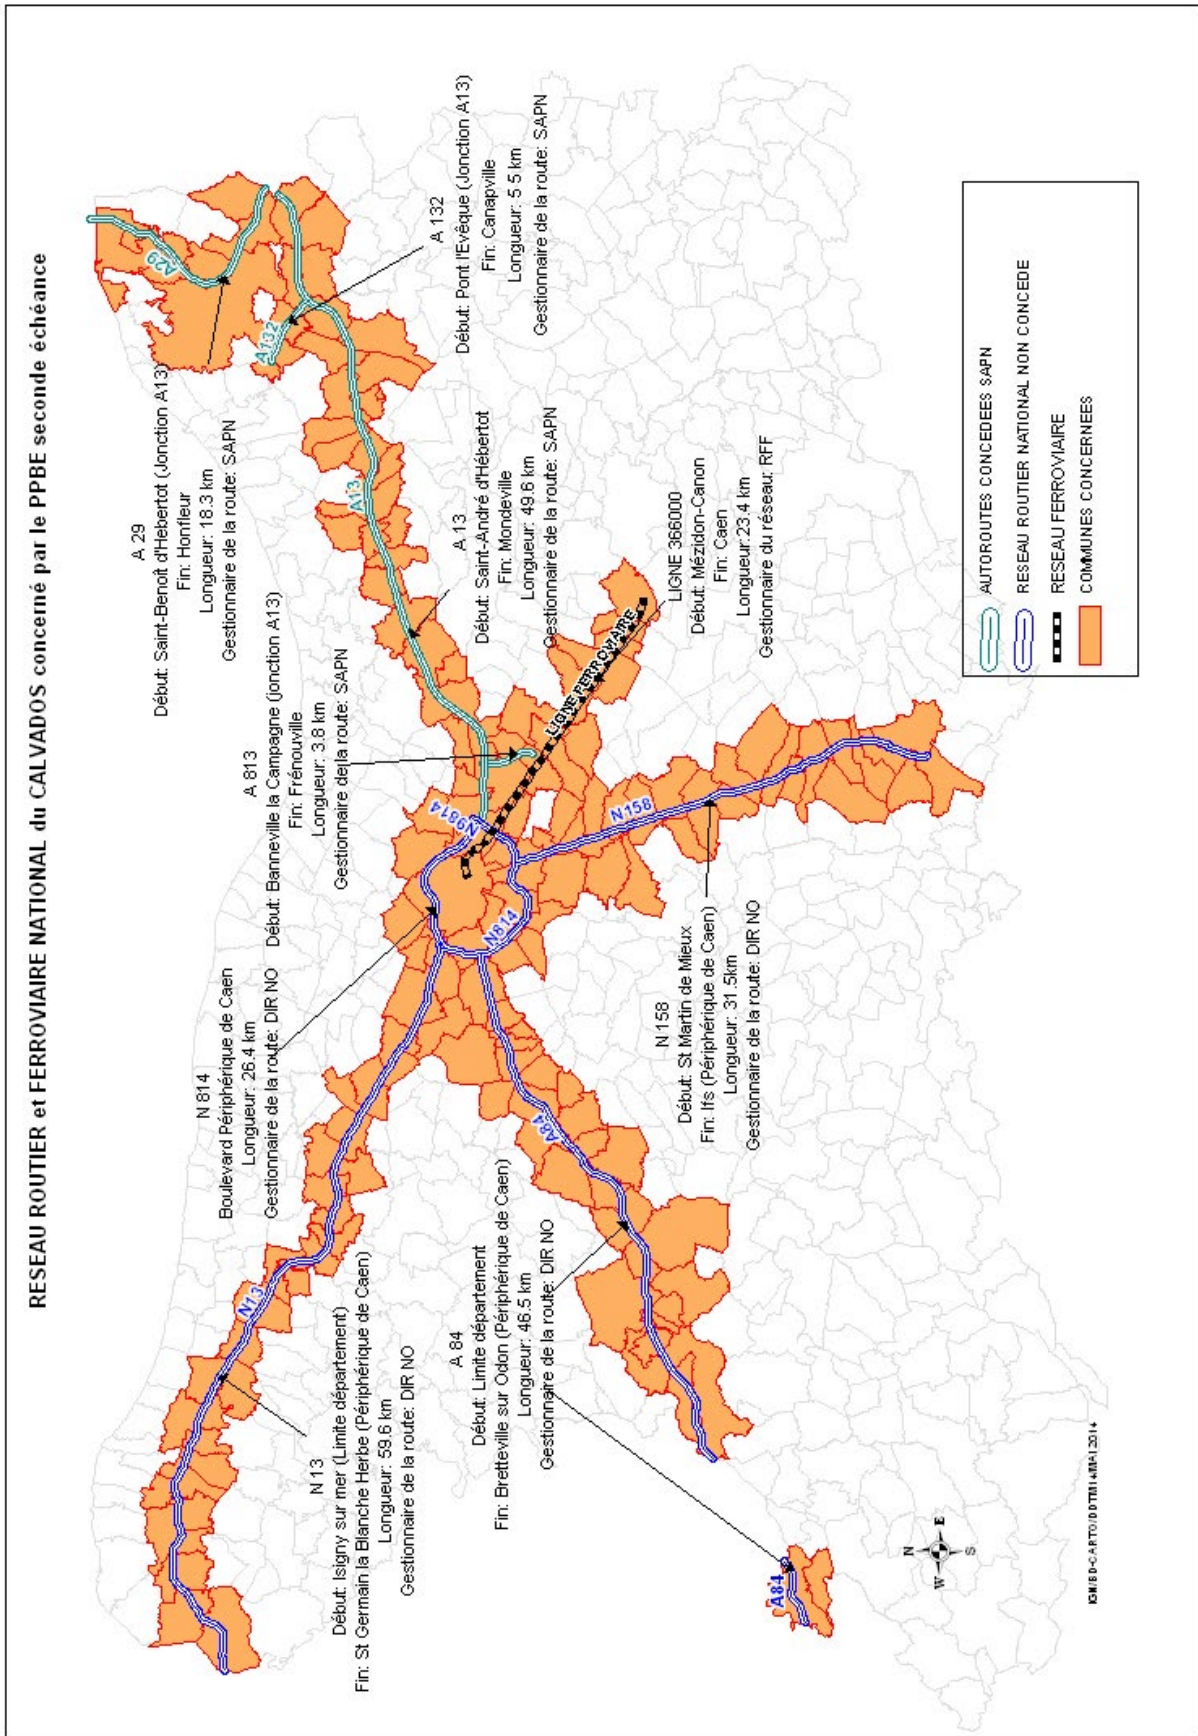 RESEAU ROUTIER et FERROVIAIRE NATIONAL du CALVADOS concerné par le PPBE seconde échéance
N13
Début: Isigny sur mer (Limite département)
Fin: St Germain la Blanche Herbe (Périphérique de Caen)
Longueur: 59.6 km
Gestionnaire de la route: DIR NO
N 814
Boulevard Périphérique de Caen
Longueur: 26.4 km
Gestionnaire de la route: DIR NO
A 813
Début: Banneville la Campagne (jonction A13)
Fin: Frénouville
Longueur: 3.8 km
Gestionnaire de la route: SAPN
A 29
Début: Saint-Benoît d'Hebertot (Jonction A13)
Fin: Honfleur
Longueur: 18.3 km
Gestionnaire de la route: SAPN
A 132
Début: Pont l'Evêque (Jonction A13)
Fin: Canapville
Longueur: 5 5 km
Gestionnaire de la route: SAPN
A 13
Début: Saint-André d'Hébertot
Fin: Mondeville
Longueur: 49.6 km
Gestionnaire de la route: SAPN
LIGNE 366000
Début: Mézidon-Canon
Fin: Caen
Longueur:23,4 km
Gestionnaire du réseau: RFF
A 84
Début: Limite département
Fin: Bretteville sur Odon (Périphérique de Caen)
Longueur: 46.5 km
Gestionnaire de la route: DIR NO
N 158
Début: St Martin de Mieux
Fin: Ifs (Périphérique de Caen)
Longueur: 31.5km
Gestionnaire de la route: DIR NO
N13
A29
A132
A13
N9814
N814
A84
N158
LIGNE FERROVIAIRE
A84
AUTOROUTES CONCEDEES SAPN
RESEAU ROUTIER NATIONAL NON CONCEDE
RESEAU FERROVIAIRE
COMMUNES CONCERNEES
N
W
E
S